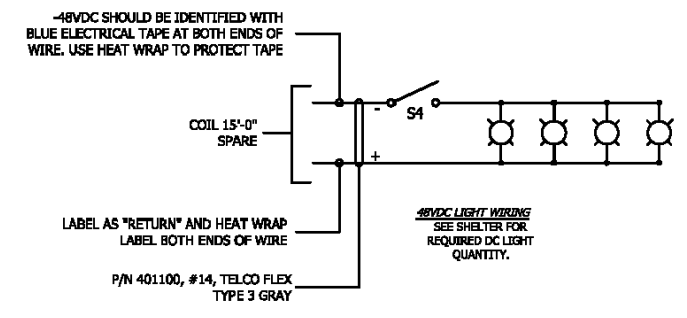 -48VDC SHOULD BE IDENTIFIED WITH
BLUE ELECTRICAL TAPE AT BOTH ENDS OF
WIRE. USE HEAT WRAP TO PROTECT TAPE
COIL 15'-0"
SPARE
-
S4
+
LABEL AS "RETURN" AND HEAT WRAP
LABEL BOTH ENDS OF WIRE
48VDC LIGHT WIRING
SEE SHELTER FOR
REQUIRED DC LIGHT
QUANTITY.
P/N 401100, #14, TELCO FLEX
TYPE 3 GRAY